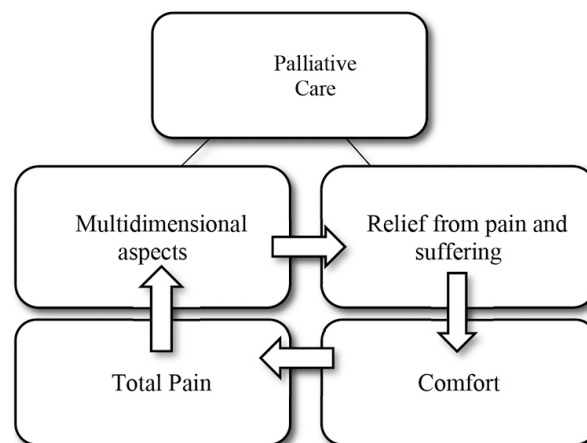 Palliative
Care
Multidimensional
aspects
Relief from pain and
suffering
Total Pain
Comfort